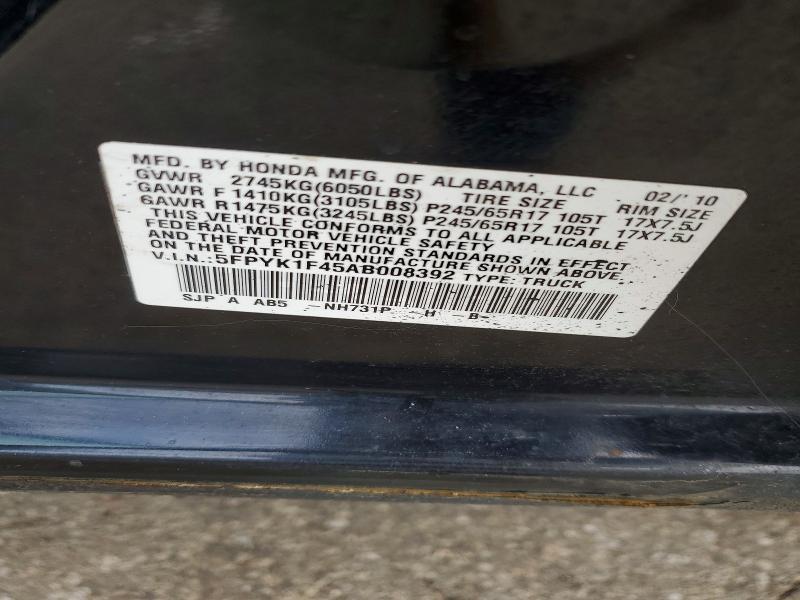 MFD. BY HONDA MFG. OF ALABAMA, LLC 02/'10
GVWR 2745KG(6050LBS) TIRE SIZE RIM SIZE
GAWR F 1410KG(3105LBS) P245/65R17 105T 17X7.5J
GAWR R 1475KG(3245LBS) P245/65R17 105T 17X7.5J
THIS VEHICLE CONFORMS TO ALL APPLICABLE
FEDERAL MOTOR VEHICLE SAFETY
AND THEFT PREVENTION STANDARDS IN EFFECT
ON THE DATE OF MANUFACTURE SHOWN ABOVE.
V.I.N.:5FPYK1F45AB008392 TYPE: TRUCK
SJP A AB5 -NH731P -H -B-